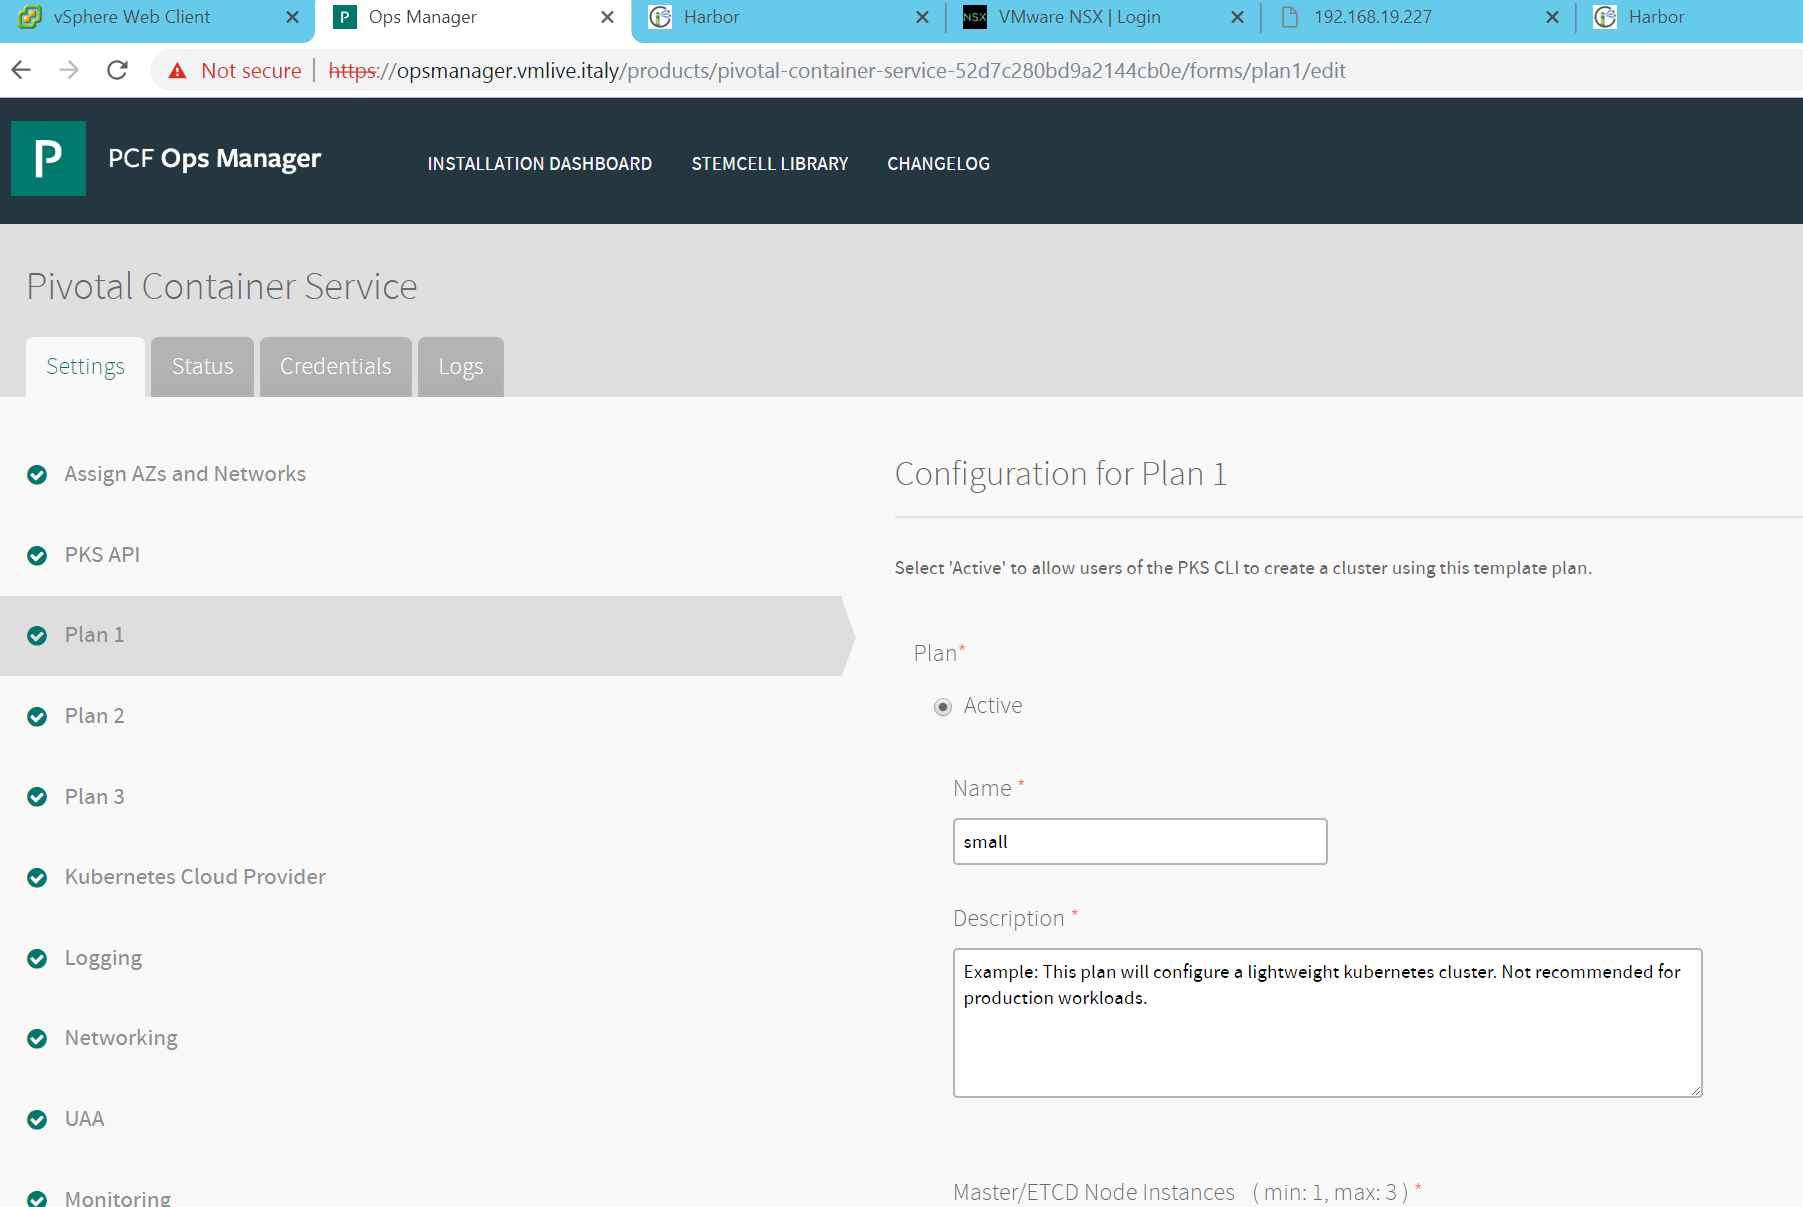 vSphere Web Client
Ops Manager
Harbor
NSX VMware NSX | Login
192.168.19.227
Harbor
Not secure | https://opsmanager.vmlive.italy/products/pivotal-container-service-52d7c280bd9a2144cb0e/forms/plan1/edit
P PCF Ops Manager
INSTALLATION DASHBOARD STEMCELL LIBRARY CHANGELOG
Pivotal Container Service
Settings Status Credentials Logs
Assign AZs and Networks
PKS API
Plan 1
Plan 2
Plan 3
Kubernetes Cloud Provider
Logging
Networking
UAA
Monitoring
Configuration for Plan 1
Select 'Active' to allow users of the PKS CLI to create a cluster using this template plan.
Plan*
Active
Name *
small
Description *
Example: This plan will configure a lightweight kubernetes cluster. Not recommended for
production workloads.
Master/ETCD Node Instances ( min: 1, max: 3 ) *